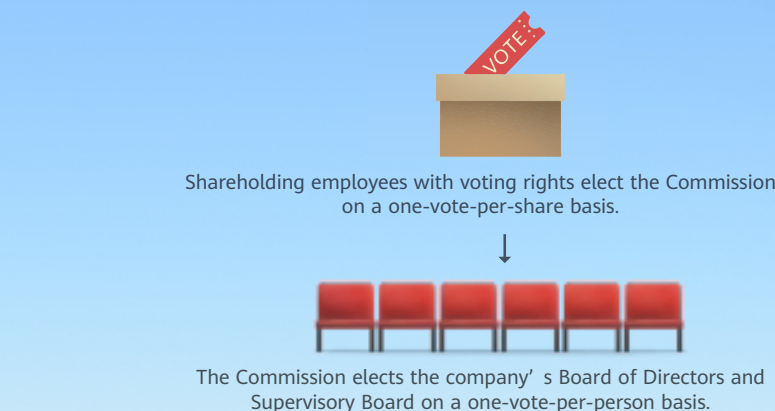 VOTE
Shareholding employees with voting rights elect the Commission
on a one-vote-per-share basis.
The Commission elects the company’ s Board of Directors and
Supervisory Board on a one-vote-per-person basis.